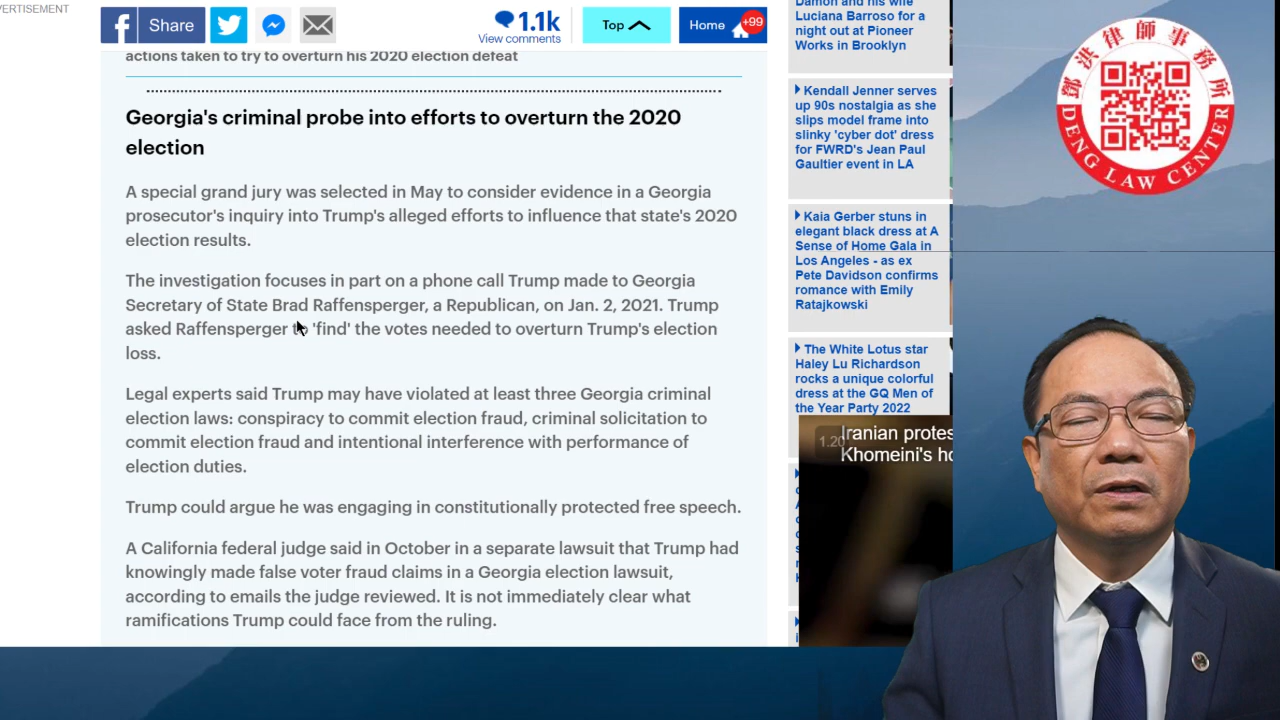 VERTISEMENT
Share
1.1k
View comments
Top
Home
+99
actions taken to try to overturn his 2020 election defeat
Georgia's criminal probe into efforts to overturn the 2020
election
A special grand jury was selected in May to consider evidence in a Georgia
prosecutor's inquiry into Trump's alleged efforts to influence that state's 2020
election results.
The investigation focuses in part on a phone call Trump made to Georgia
Secretary of State Brad Raffensperger, a Republican, on Jan. 2, 2021. Trump
asked Raffensperger to 'find' the votes needed to overturn Trump's election
loss.
Legal experts said Trump may have violated at least three Georgia criminal
election laws: conspiracy to commit election fraud, criminal solicitation to
commit election fraud and intentional interference with performance of
election duties.
Trump could argue he was engaging in constitutionally protected free speech.
A California federal judge said in October in a separate lawsuit that Trump had
knowingly made false voter fraud claims in a Georgia election lawsuit,
according to emails the judge reviewed. It is not immediately clear what
ramifications Trump could face from the ruling.
Damon and his wife
Luciana Barroso for a
night out at Pioneer
Works in Brooklyn
Kendall Jenner serves
up 90s nostalgia as she
slips model frame into
slinky 'cyber dot' dress
for FWRD's Jean Paul
Gaultier event in LA
Kaia Gerber stuns in
elegant black dress at A
Sense of Home Gala in
Los Angeles - as ex
Pete Davidson confirms
romance with Emily
Ratajkowski
The White Lotus star
Haley Lu Richardson
rocks a unique colorful
dress at the GQ Men of
the Year Party 2022
1.20
Iranian protes
Khomeini's ho
鄧洪律師事務所
DENG LAW CENTER